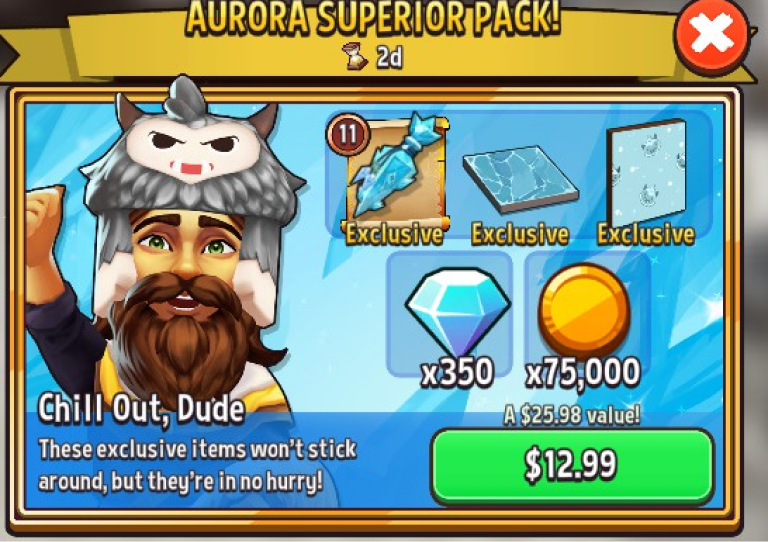 AURORA SUPERIOR PACK!
2d
11
Exclusive Exclusive Exclusive
x350 x75,000
Chill Out, Dude
These exclusive items won't stick
around, but they're in no hurry!
A $25.98 value!
$12.99